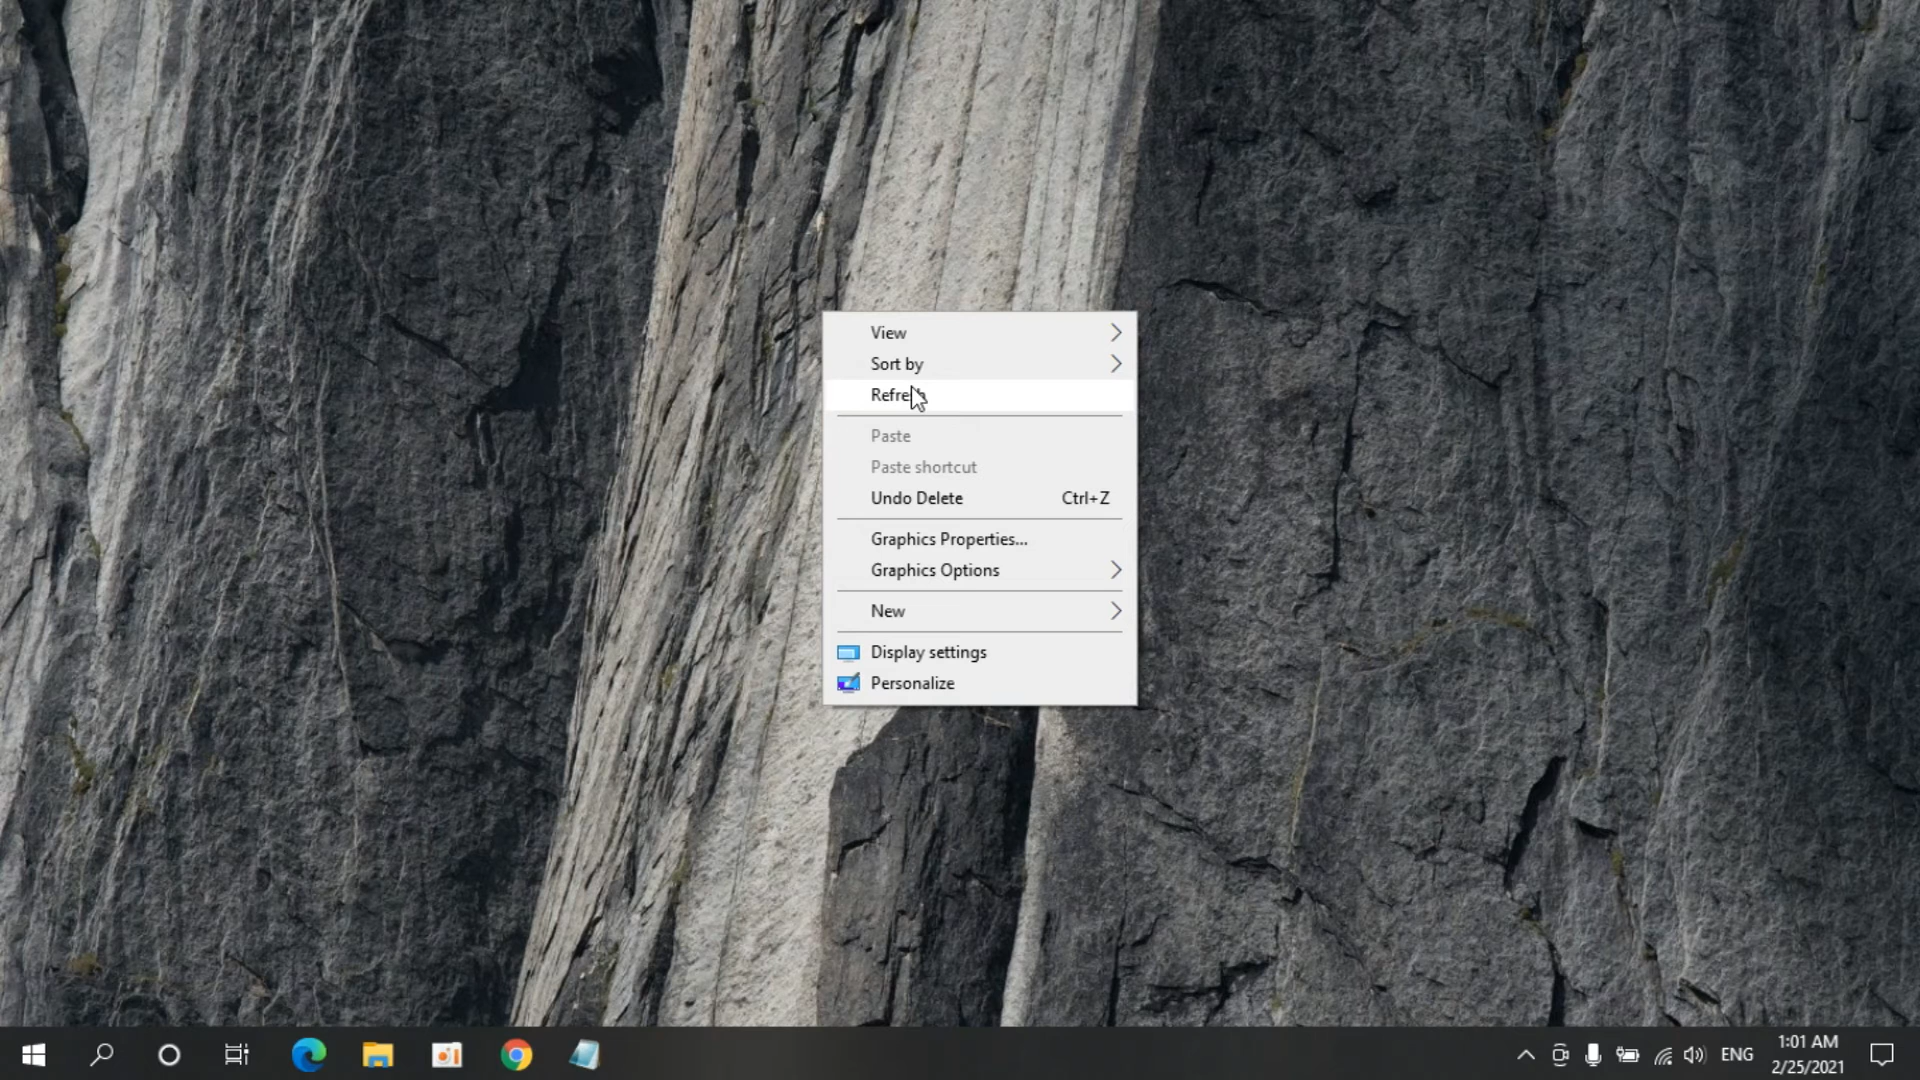 View
Sort by
Refresh
Paste
Paste shortcut
Undo Delete Ctrl+Z
Graphics Properties...
Graphics Options
New
Display settings
Personalize
ENG
1:01 AM
2/25/2021